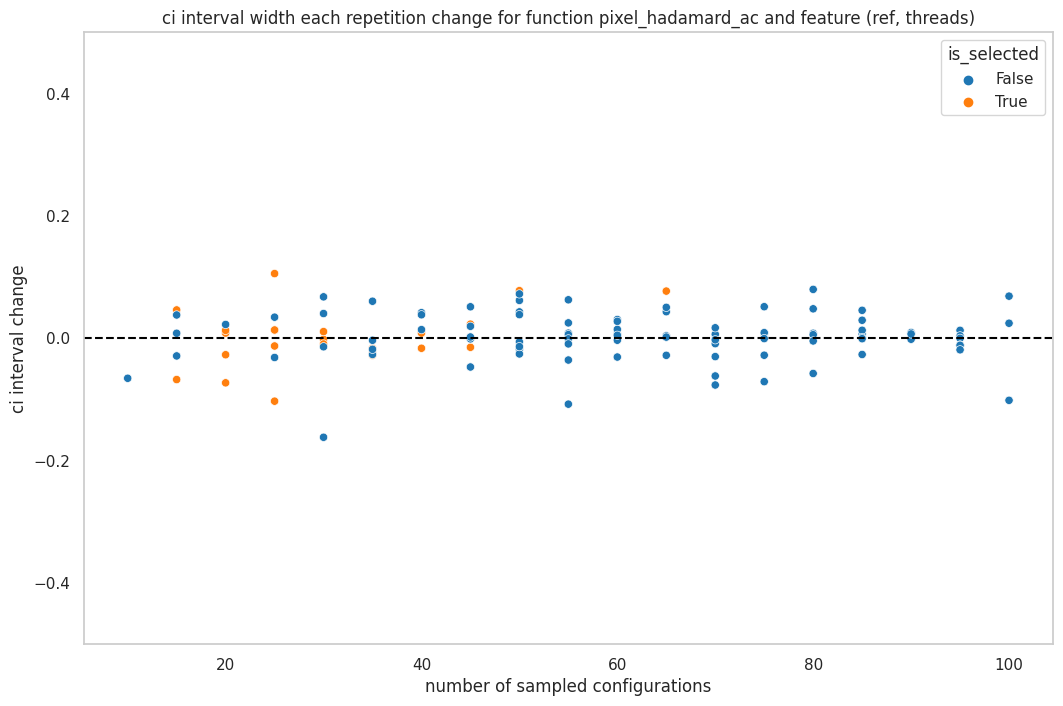 ci interval width each repetition change for function pixel_hadamard_ac and feature (ref, threads)
is_selected
False
True
0.4
0.2
0.0
−0.2
−0.4
ci interval change
20
40
60
80
100
number of sampled configurations